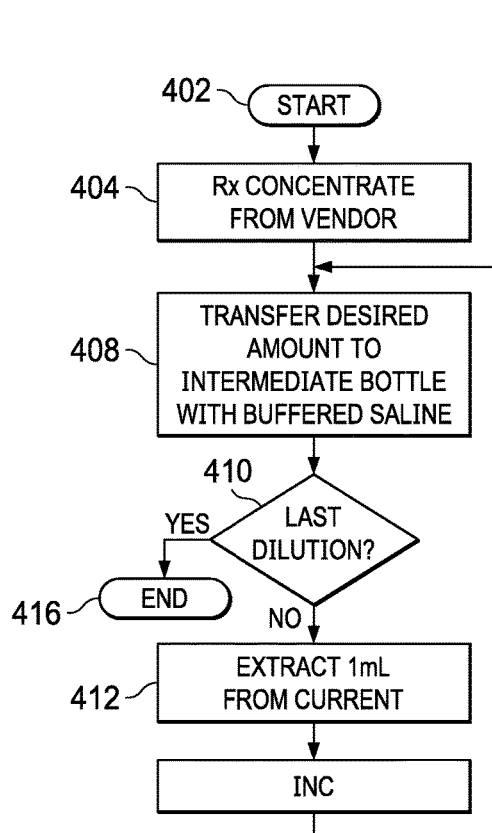 402
START
404
Rx CONCENTRATE
FROM VENDOR
408
TRANSFER DESIRED
AMOUNT TO
INTERMEDIATE BOTTLE
WITH BUFFERED SALINE
410
LAST
DILUTION?
YES
END
416
NO
412
EXTRACT 1mL
FROM CURRENT
INC